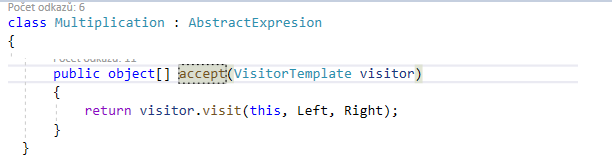 Počet odkazů: 6
class Multiplication : AbstractExpresion
{
Počet odkazů: 11
public object[] accept(VisitorTemplate visitor)
{
return visitor.visit(this, Left, Right);
}
}